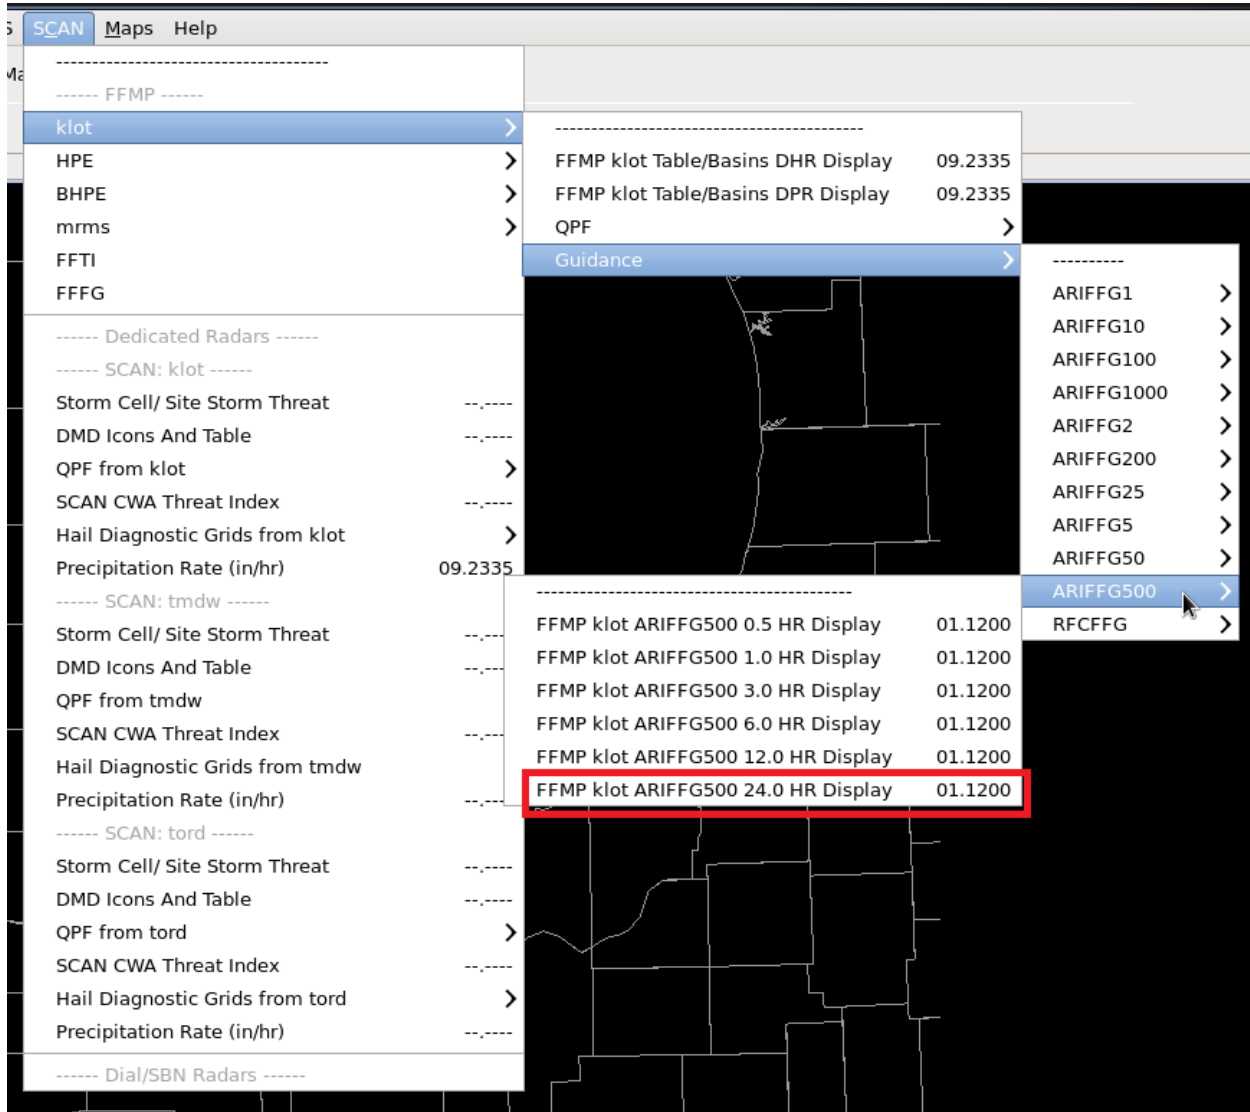 S SCAN Maps Help
Ma
--------------------------------------
------ FFMP ------
klot
HPE
BHPE
mrms
FFTI
FFFG
------ Dedicated Radars ------
------ SCAN: klot ------
Storm Cell/ Site Storm Threat --.----
DMD Icons And Table --.----
QPF from klot
SCAN CWA Threat Index --.----
Hail Diagnostic Grids from klot
Precipitation Rate (in/hr) 09.2335
------ SCAN: tmdw ------
Storm Cell/ Site Storm Threat --.---
DMD Icons And Table --.---
QPF from tmdw
SCAN CWA Threat Index --.---
Hail Diagnostic Grids from tmdw
Precipitation Rate (in/hr) --.----
------ SCAN: tord ------
Storm Cell/ Site Storm Threat --.----
DMD Icons And Table --.----
QPF from tord
SCAN CWA Threat Index --.----
Hail Diagnostic Grids from tord
Precipitation Rate (in/hr) --.----
------ Dial/SBN Radars ------
-------------------------------------------
FFMP klot Table/Basins DHR Display 09.2335
FFMP klot Table/Basins DPR Display 09.2335
QPF
Guidance
----------
ARIFFG1
ARIFFG10
ARIFFG100
ARIFFG1000
ARIFFG2
ARIFFG200
ARIFFG25
ARIFFG5
ARIFFG50
ARIFFG500
RFCFFG
--------------------------------------------
FFMP klot ARIFFG500 0.5 HR Display 01.1200
FFMP klot ARIFFG500 1.0 HR Display 01.1200
FFMP klot ARIFFG500 3.0 HR Display 01.1200
FFMP klot ARIFFG500 6.0 HR Display 01.1200
FFMP klot ARIFFG500 12.0 HR Display 01.1200
FFMP klot ARIFFG500 24.0 HR Display 01.1200